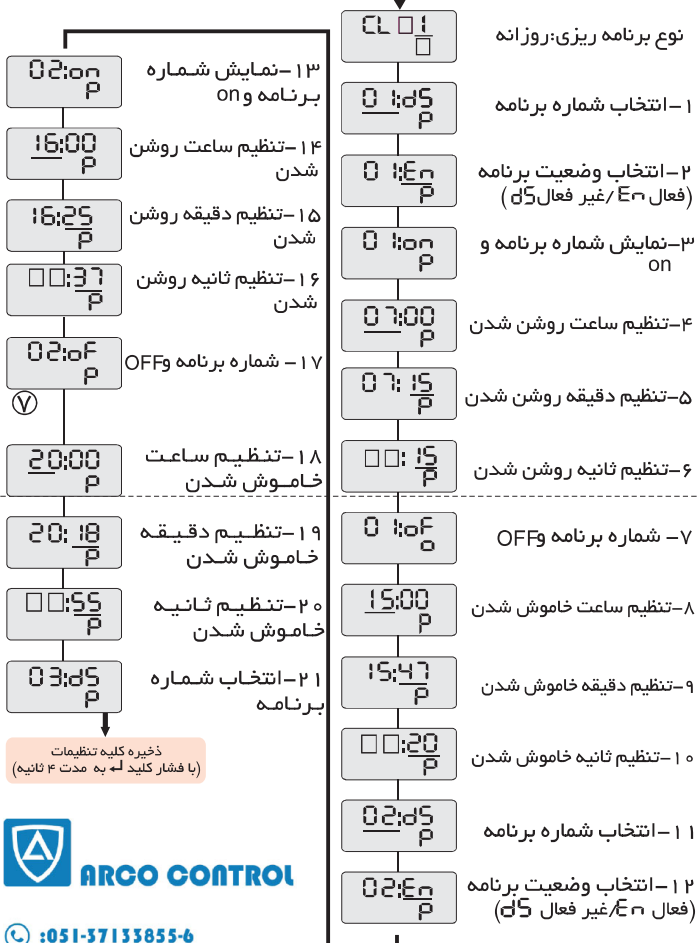 CL □1
□
نوع برنامه ریزی:روزانه
01:dS
P
۱-انتخاب شماره برنامه
01:En
P
۲-انتخاب وضعیت برنامه
(فعال En/غیر فعالdS)
01:on
P
۳-نمایش شماره برنامه و
on
07:00
P
۴-تنظیم ساعت روشن شدن
07:15
P
۵-تنظیم دقیقه روشن شدن
□□:15
P
۶-تنظیم ثانیه روشن شدن
01:oF
o
۷- شماره برنامه وOFF
15:00
P
۸-تنظیم ساعت خاموش شدن
15:47
P
۹-تنظیم دقیقه خاموش شدن
□□:20
P
۱۰-تنظیم ثانیه خاموش شدن
02:dS
P
۱۱-انتخاب شماره برنامه
02:En
P
۱۲-انتخاب وضعیت برنامه
(فعال En/غیر فعال dS)
02:on
P
۱۳-نمایش شماره
برنامه وon
16:00
P
۱۴-تنظیم ساعت روشن
شدن
16:25
P
۱۵-تنظیم دقیقه روشن
شدن
□□:37
P
۱۶-تنظیم ثانیه روشن
شدن
02:oF
P
۱۷- شماره برنامه وOFF
۷
20:00
P
۱۸-تنظیم ساعت
خاموش شدن
20:18
P
۱۹-تنظیم دقیقه
خاموش شدن
□□:55
P
۲۰-تنظیم ثانیه
خاموش شدن
03:dS
P
۲۱-انتخاب شماره
برنامه
ذخیره کلیه تنظیمات
(با فشار کلید ↵ به مدت ۴ ثانیه)
ARCO CONTROL
:051-37133855-6